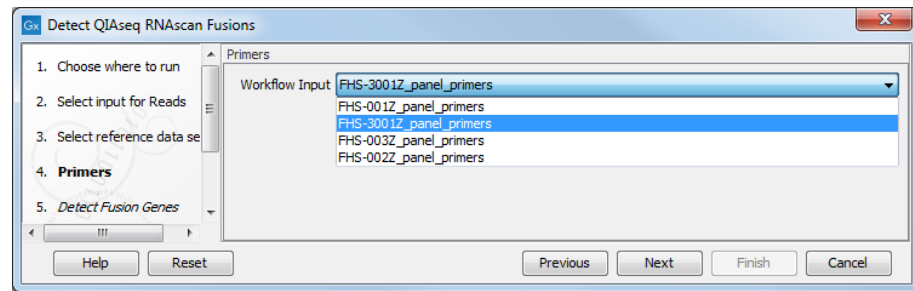 Gx Detect QIAseq RNAscan Fusions
1. Choose where to run
2. Select input for Reads
3. Select reference data se
4. Primers
5. Detect Fusion Genes
Primers
Workflow Input FHS-3001Z_panel_primers
FHS-001Z_panel_primers
FHS-3001Z_panel_primers
FHS-003Z_panel_primers
FHS-002Z_panel_primers
Help Reset Previous Next Finish Cancel